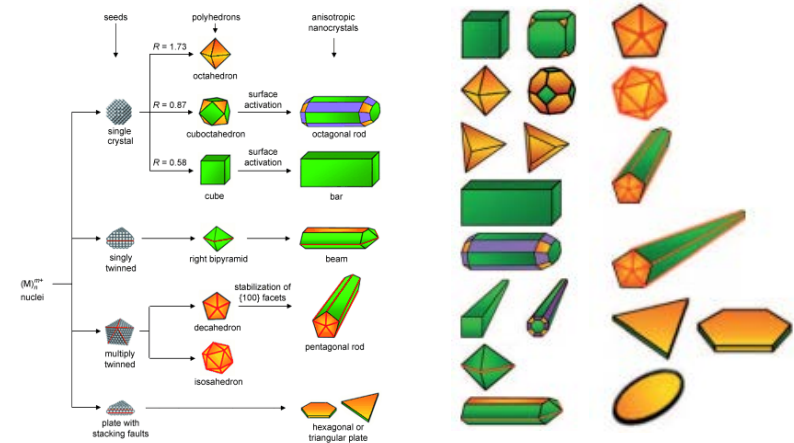 seeds
polyhedrons
anisotropic
nanocrystals
R = 1.73
octahedron
single
crystal
R = 0.87
cuboctahedron
surface
activation
octagonal rod
R = 0.58
cube
surface
activation
bar
(M)ₙᵐ⁺
nuclei
singly
twinned
right bipyramid
beam
multiply
twinned
decahedron
stabilization of
{100} facets
pentagonal rod
isosahedron
plate with
stacking faults
hexagonal or
triangular plate